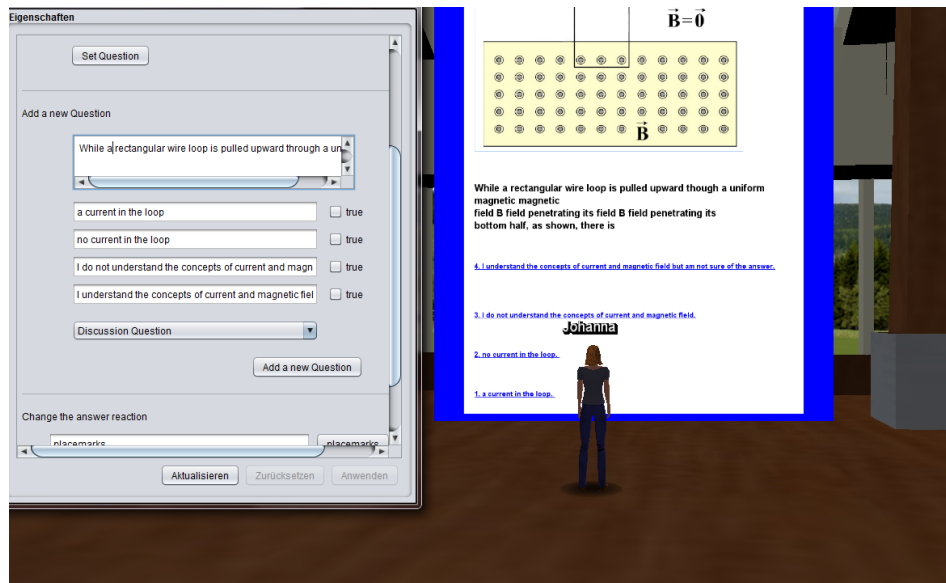 Eigenschaften
Set Question
Add a new Question
While a rectangular wire loop is pulled upward through a un
a current in the loop
true
no current in the loop
true
I do not understand the concepts of current and magn
true
I understand the concepts of current and magnetic fiel
true
Discussion Question
Add a new Question
Change the answer reaction
placemarks
placemarks
Aktualisieren
Zurücksetzen
Anwenden
B=0
B
While a rectangular wire loop is pulled upward though a uniform
magnetic magnetic
field B field penetrating its field B field penetrating its
bottom half, as shown, there is
4. I understand the concepts of current and magnetic field but am not sure of the answer.
3. I do not understand the concepts of current and magnetic field.
Johanna
2. no current in the loop.
1. a current in the loop.